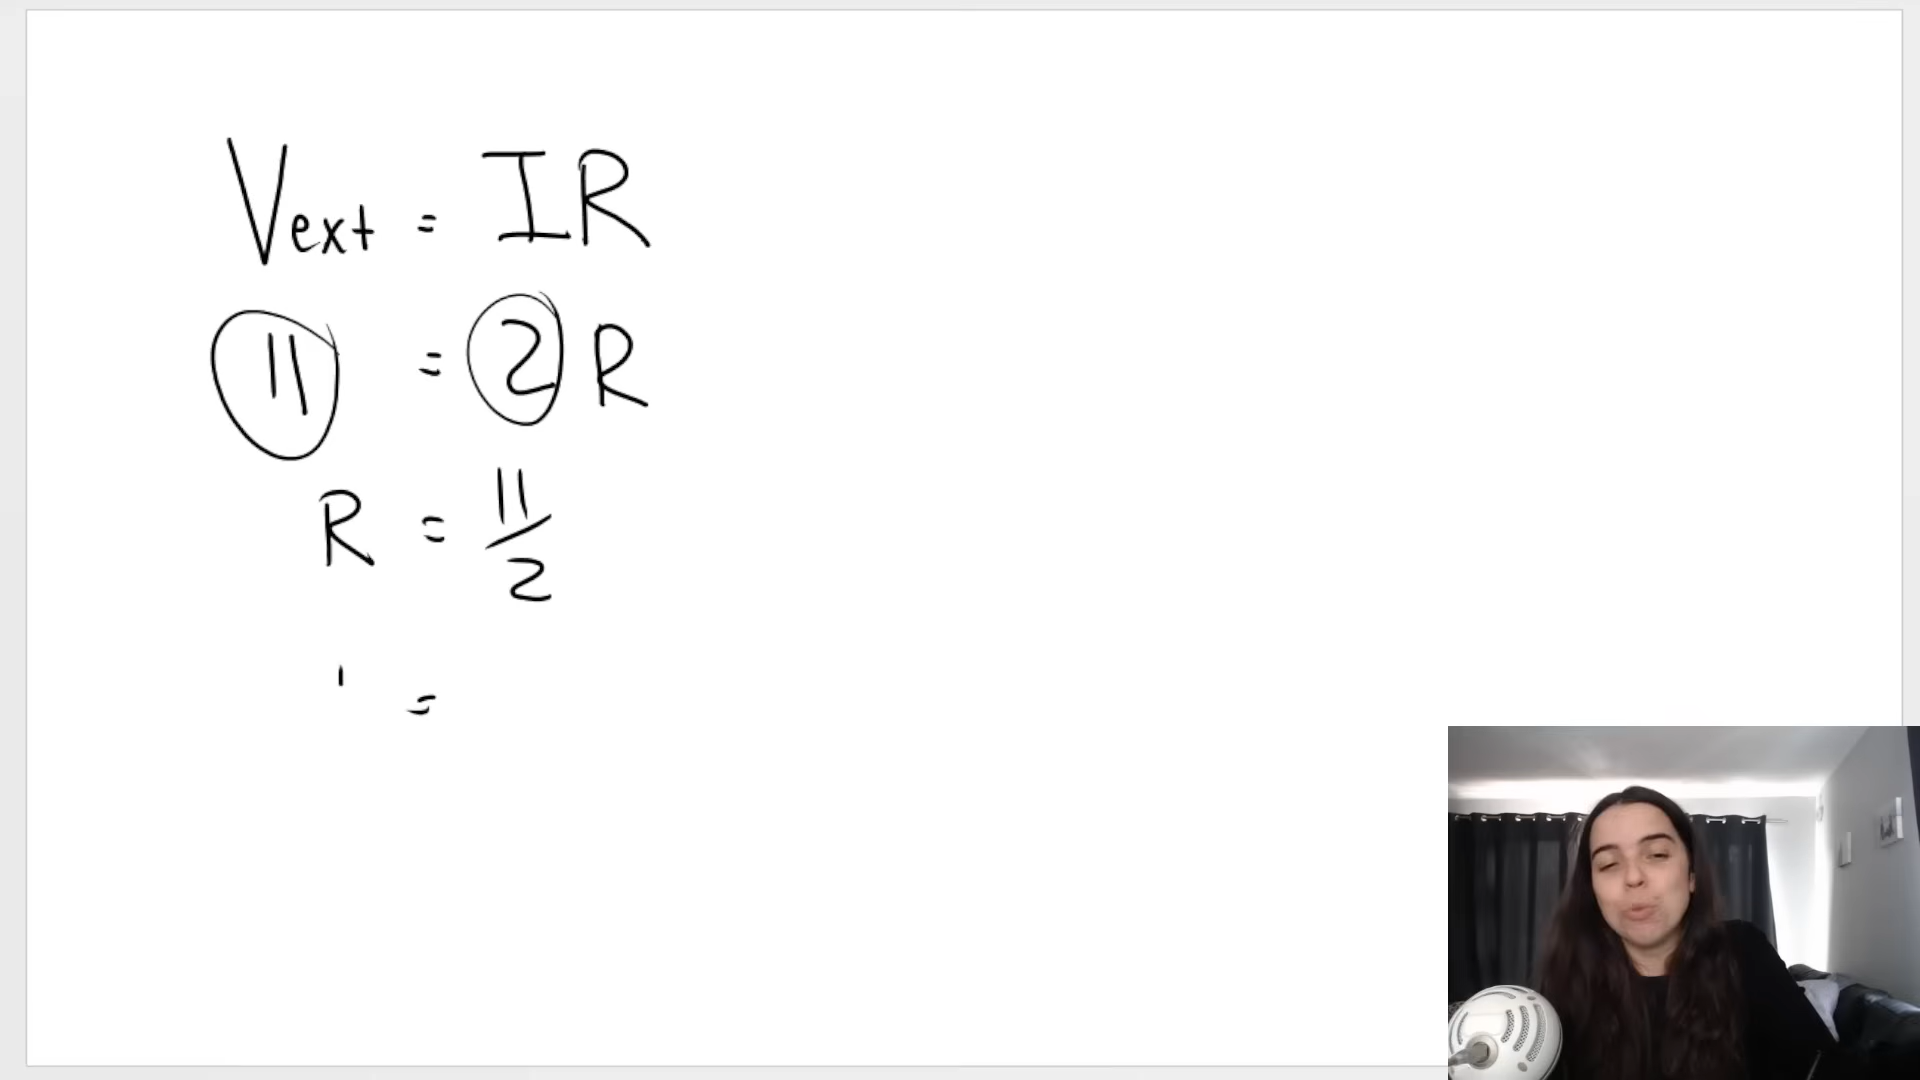 Vext = IR
11 = 2 R
R = 11/2
' =